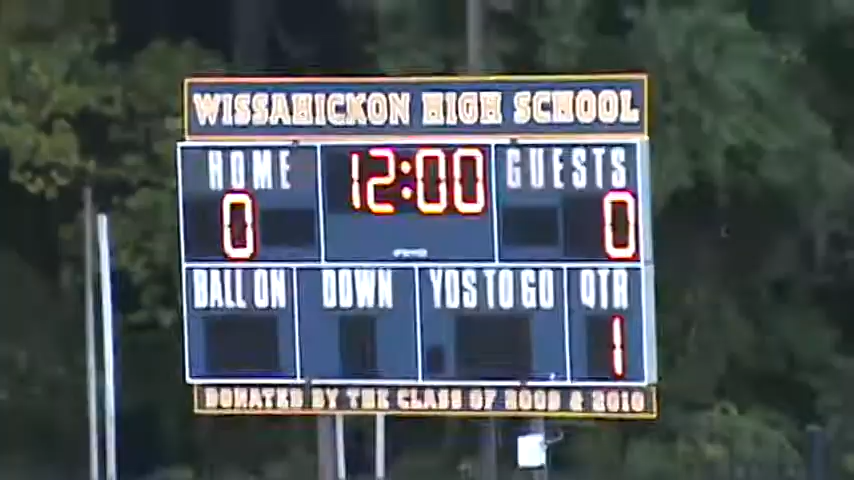 WISSAHICKON HIGH SCHOOL
HOME 12:00 GUESTS
0 0
BALL ON DOWN YDS TO GO QTR
1
DONATED BY THE CLASS OF 2009 & 2010